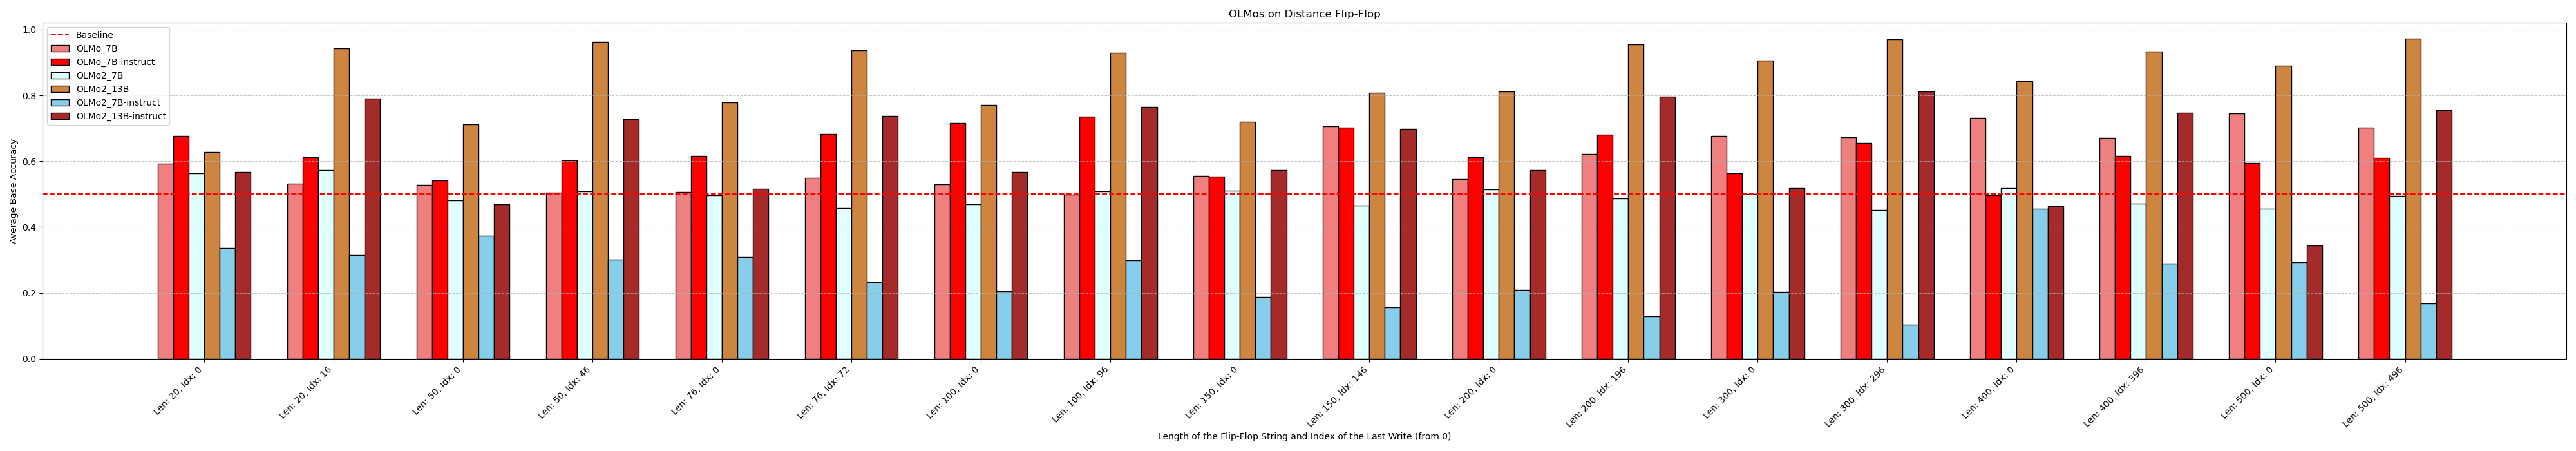 OLMos on Distance Flip-Flop
Baseline
OLMo_7B
OLMo_7B-instruct
OLMo2_7B
OLMo2_13B
OLMo2_7B-instruct
OLMo2_13B-instruct
Average Base Accuracy
1.0
0.8
0.6
0.4
0.2
0.0
Len: 20, Idx: 0
Len: 20, Idx: 16
Len: 50, Idx: 0
Len: 50, Idx: 46
Len: 76, Idx: 0
Len: 76, Idx: 72
Len: 100, Idx: 0
Len: 100, Idx: 96
Len: 150, Idx: 0
Len: 150, Idx: 146
Len: 200, Idx: 0
Len: 200, Idx: 196
Len: 300, Idx: 0
Len: 300, Idx: 296
Len: 400, Idx: 0
Len: 400, Idx: 396
Len: 500, Idx: 0
Len: 500, Idx: 496
Length of the Flip-Flop String and Index of the Last Write (from 0)